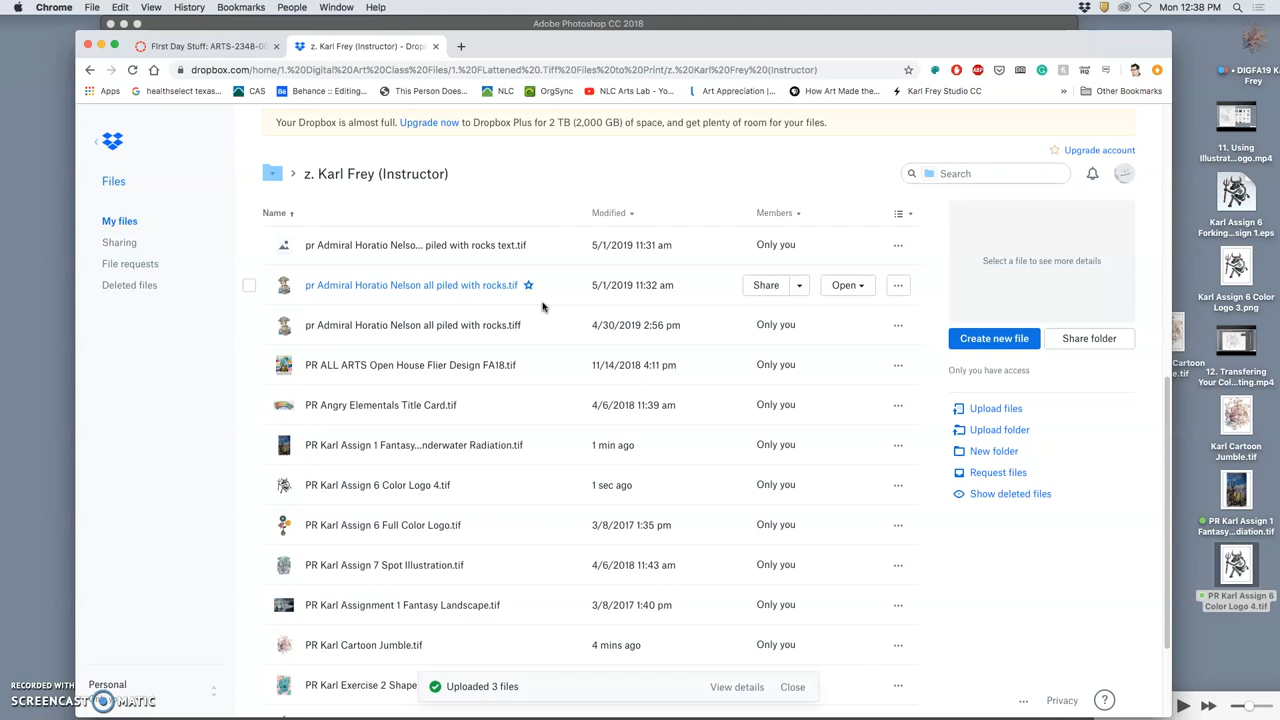 Chrome File Edit View History Bookmarks People Window Help Mon 12:38 PM
Adobe Photoshop CC 2018
First Day Stuff: ARTS-2348-00 z. Karl Frey (Instructor) - Drop
dropbox.com/home/1.%20Digital%20Art%20Class%20Files/1.%20FLattened%20.Tiff%20Files%20to%20Print/z.%20Karl%20Frey%20(Instructor)
Apps healthselect texas... CAS Behance :: Editing... This Person Does... NLC OrgSync NLC Arts Lab - Yo... Art Appreciation |... How Art Made the... Karl Frey Studio CC » Other Bookmarks
Your Dropbox is almost full. Upgrade now to Dropbox Plus for 2 TB (2,000 GB) of space, and get plenty of room for your files.
Upgrade account
z. Karl Frey (Instructor)
Search
Files
My files
Sharing
File requests
Deleted files
Name Modified Members
pr Admiral Horatio Nelso... piled with rocks text.tif 5/1/2019 11:31 am Only you
pr Admiral Horatio Nelson all piled with rocks.tif 5/1/2019 11:32 am Share Open
pr Admiral Horatio Nelson all piled with rocks.tiff 4/30/2019 2:56 pm Only you
PR ALL ARTS Open House Flier Design FA18.tif 11/14/2018 4:11 pm Only you
PR Angry Elementals Title Card.tif 4/6/2018 11:39 am Only you
PR Karl Assign 1 Fantasy...nderwater Radiation.tif 1 min ago Only you
PR Karl Assign 6 Color Logo 4.tif 1 sec ago Only you
PR Karl Assign 6 Full Color Logo.tif 3/8/2017 1:35 pm Only you
PR Karl Assign 7 Spot Illustration.tif 4/6/2018 11:43 am Only you
PR Karl Assignment 1 Fantasy Landscape.tif 3/8/2017 1:40 pm Only you
PR Karl Cartoon Jumble.tif 4 mins ago Only you
PR Karl Exercise 2 Shape
Select a file to see more details
Create new file Share folder
Only you have access
Upload files
Upload folder
New folder
Request files
Show deleted files
Uploaded 3 files View details Close
Personal
Only you
Privacy ?
RECORDED WITH
SCREENCAST MATIC
DIGFA19 K
Frey
11. Using
Illustrat...ogo.mp4
Karl Assign 6
Forking...sign 1.eps
Karl Assign 6 Color
Logo 3.png
Cartoon
.tif
12. Transfering
Your Col...ting.mp4
Karl Cartoon
Jumble.tif
PR Karl Assign 1
Fantasy...diation.tif
PR Karl Assign 6
Color Logo 4.tif